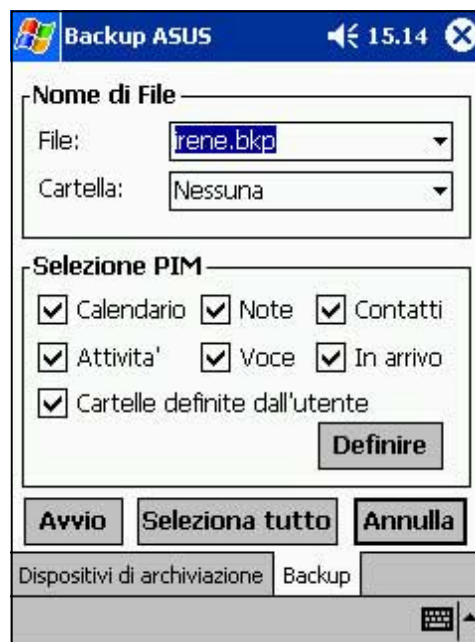 Backup ASUS 15.14
Nome di File
File: irene.bkp
Cartella: Nessuna
Selezione PIM
Calendario Note Contatti
Attivita' Voce In arrivo
Cartelle definite dall'utente
Definire
Avvio Seleziona tutto Annulla
Dispositivi di archiviazione Backup